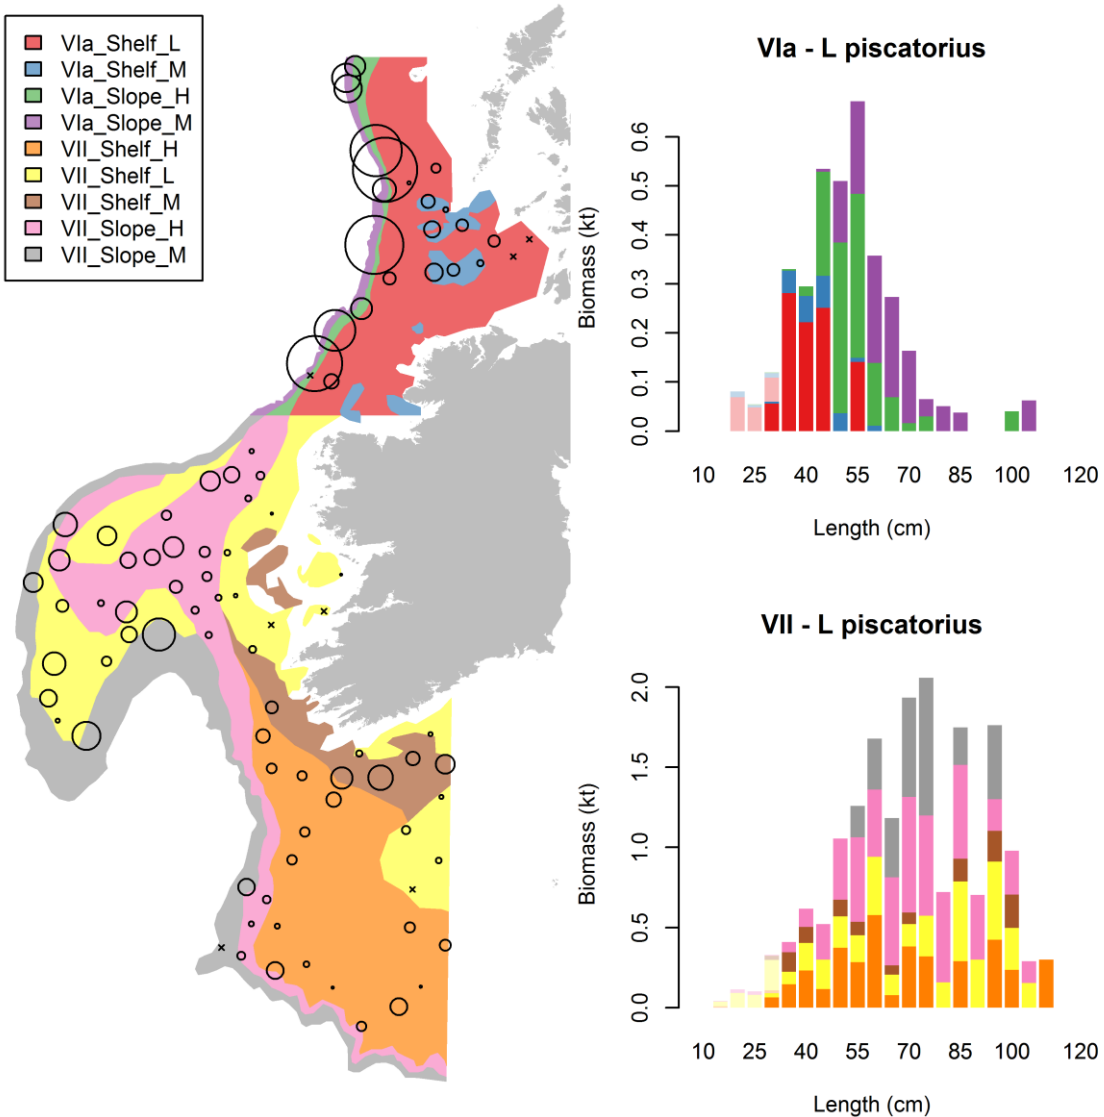 VIa_Shelf_L
VIa_Shelf_M
VIa_Slope_H
VIa_Slope_M
VII_Shelf_H
VII_Shelf_L
VII_Shelf_M
VII_Slope_H
VII_Slope_M
VIa - L piscatorius
Biomass (kt)
0.6
0.5
0.4
0.3
0.2
0.1
0.0
10 25 40 55 70 85 100 120
Length (cm)
VII - L piscatorius
Biomass (kt)
2.0
1.5
1.0
0.5
0.0
10 25 40 55 70 85 100 120
Length (cm)